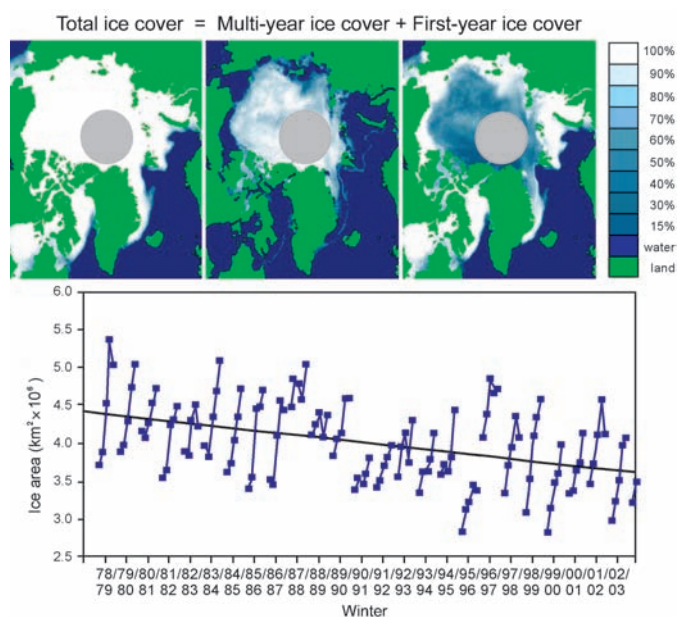 Total ice cover = Multi-year ice cover + First-year ice cover
100%
90%
80%
70%
60%
50%
40%
30%
15%
water
land
6.0
5.5
5.0
4.5
4.0
3.5
3.0
2.5
Ice area (km² × 10⁶)
78/ 79/ 80/ 81/ 82/ 83/ 84/ 85/ 86/ 87/ 88/ 89/ 90/ 91/ 92/ 93/ 94/ 95/ 96/ 97/ 98/ 99/ 00/ 01/ 02/
79 80 81 82 83 84 85 86 87 88 89 90 91 92 93 94 95 96 97 98 99 00 01 02 03
Winter